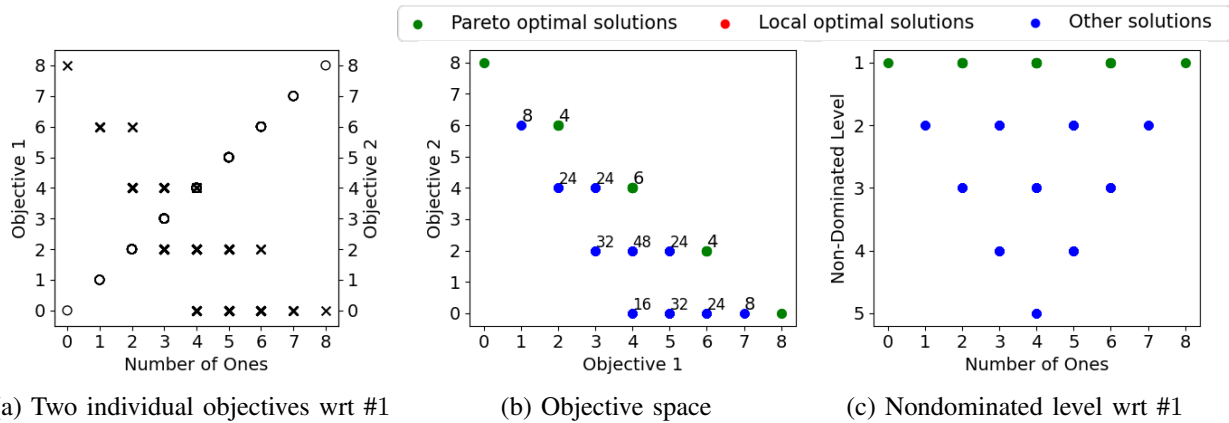 Pareto optimal solutions Local optimal solutions Other solutions
8 8
7 7
6 6
5 5
4 4
3 3
2 2
1 1
0 0
Objective 1
Objective 2
0 1 2 3 4 5 6 7 8
Number of Ones
8
7
6
5
4
3
2
1
0
Objective 2
8 4
24 24 6
32 48 24 4
16 32 24 8
0 1 2 3 4 5 6 7 8
Objective 1
1
2
3
4
5
Non-Dominated Level
0 1 2 3 4 5 6 7 8
Number of Ones
a) Two individual objectives wrt #1
(b) Objective space
(c) Nondominated level wrt #1